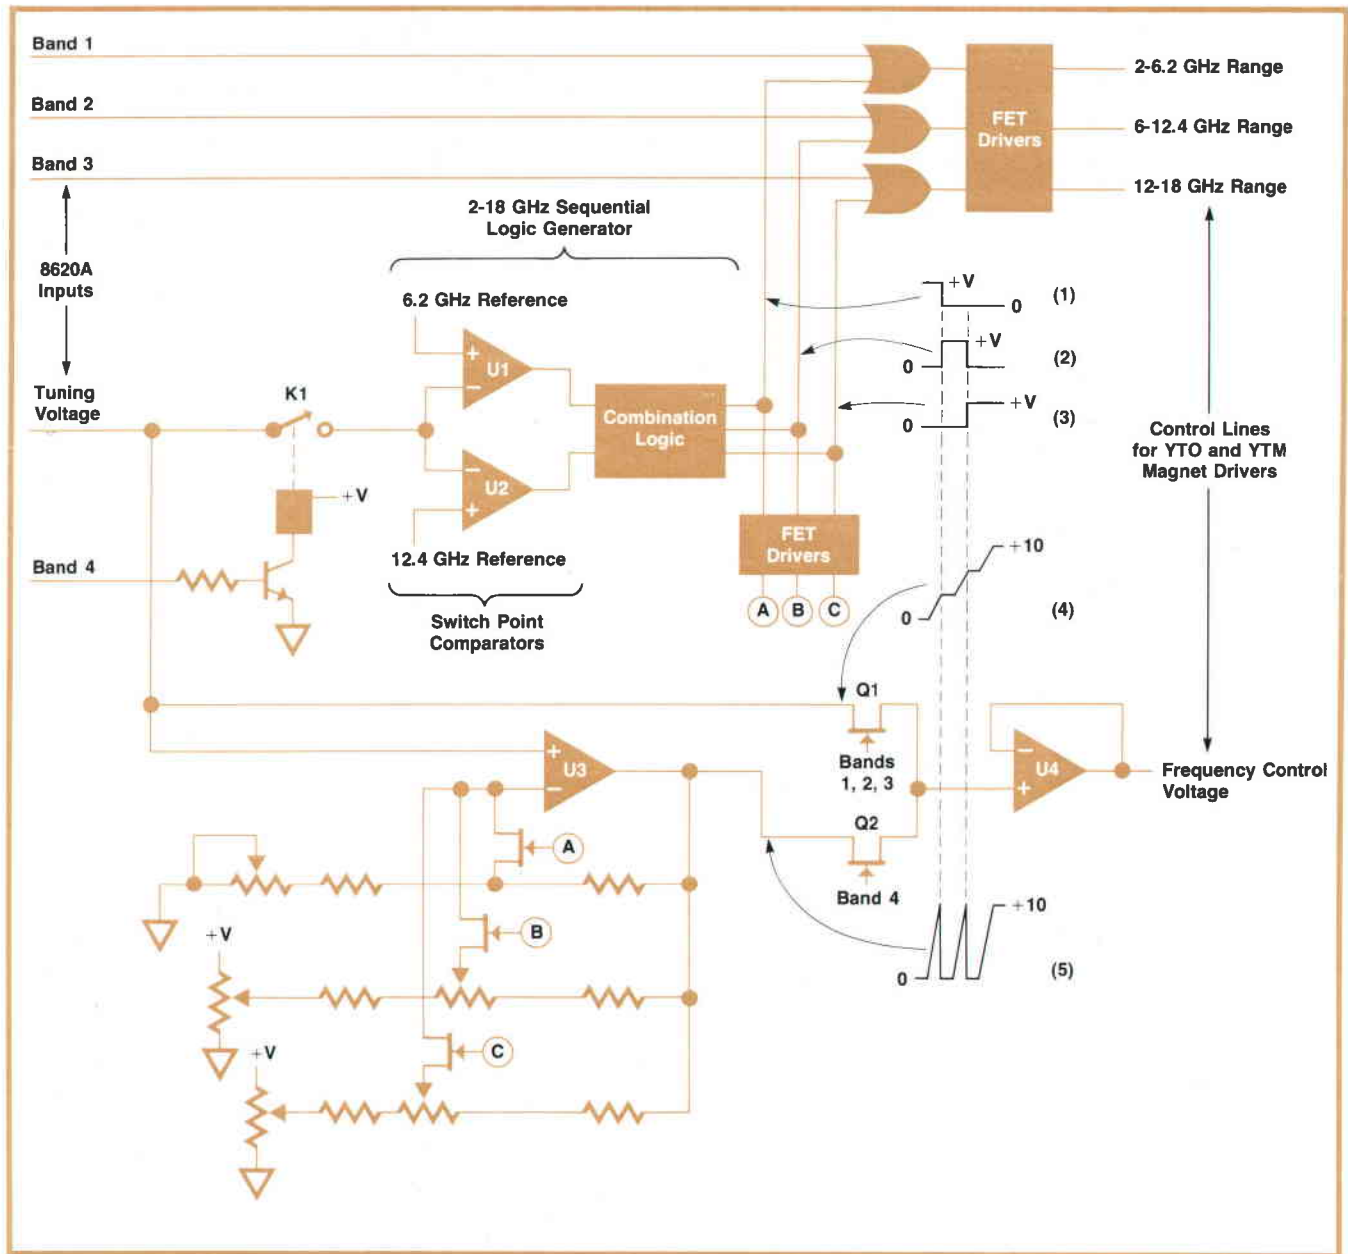 Band 1
2-6.2 GHz Range
Band 2
FET
Drivers
6-12.4 GHz Range
Band 3
12-18 GHz Range
2-18 GHz Sequential
Logic Generator
8620A
Inputs
6.2 GHz Reference
+V
0
(1)
+
U1
−
+V
0
(2)
Tuning
Voltage
K1
Combination
Logic
+V
0
(3)
Control Lines
for YTO and YTM
Magnet Drivers
−
U2
+
+V
12.4 GHz Reference
FET
Drivers
Band 4
+10
A
B
C
0
(4)
Switch Point
Comparators
Q1
+
U3
−
Bands
1, 2, 3
−
U4
+
Frequency Control
Voltage
Q2
A
Band 4
+10
B
+V
0
(5)
C
+V